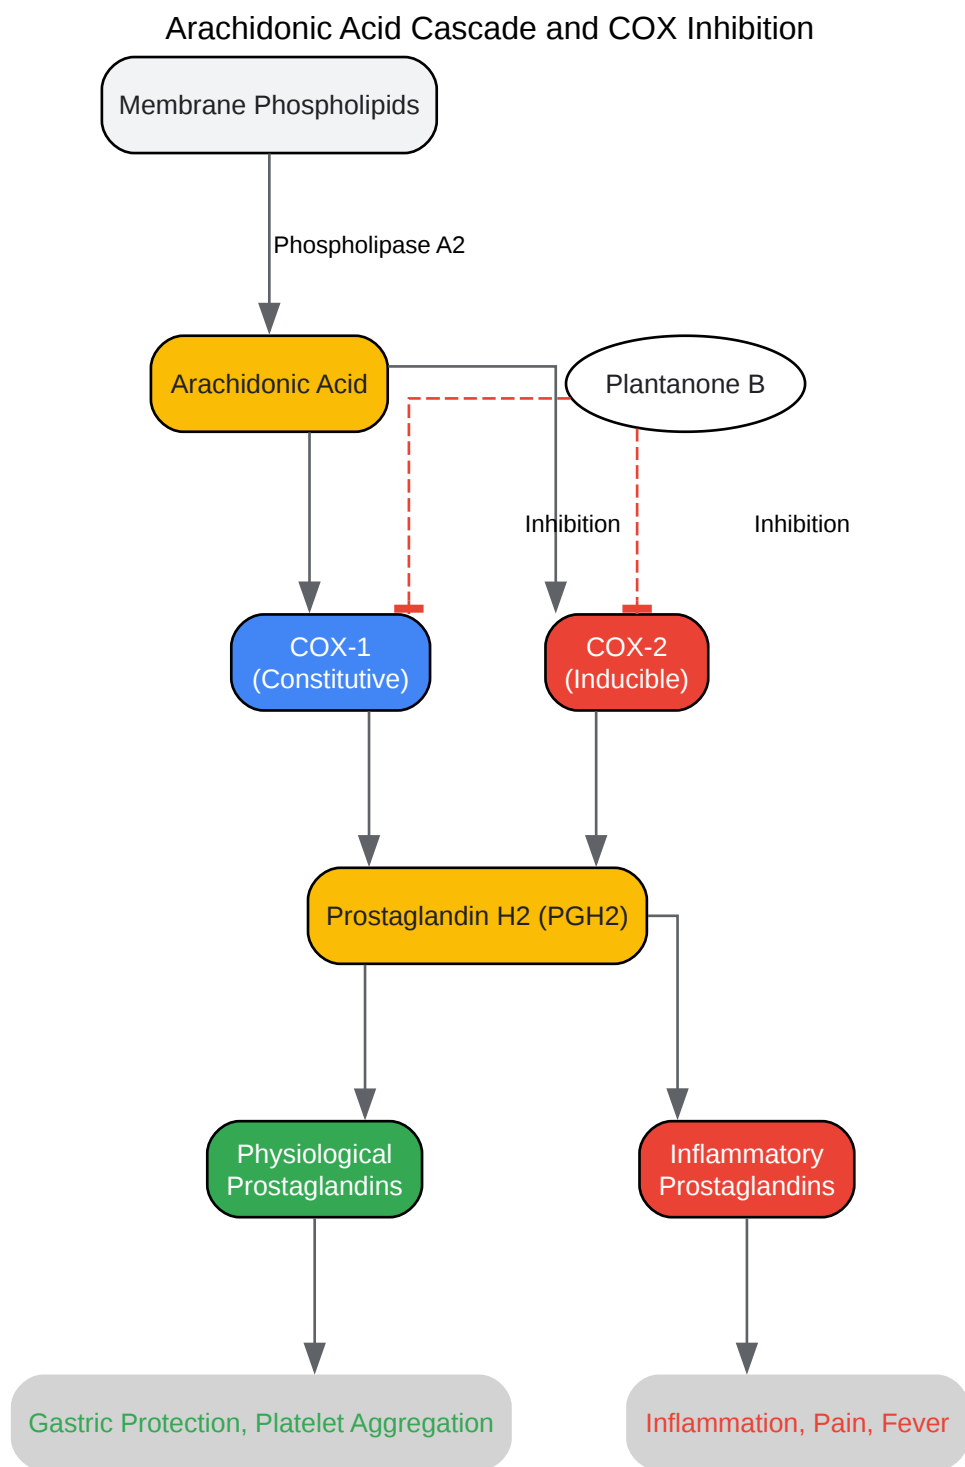 Arachidonic Acid Cascade and COX Inhibition
Membrane Phospholipids
Phospholipase A2
Arachidonic Acid
Plantanone B
Inhibition
Inhibition
COX-1
(Constitutive)
COX-2
(Inducible)
Prostaglandin H2 (PGH2)
Physiological
Prostaglandins
Inflammatory
Prostaglandins
Gastric Protection, Platelet Aggregation
Inflammation, Pain, Fever